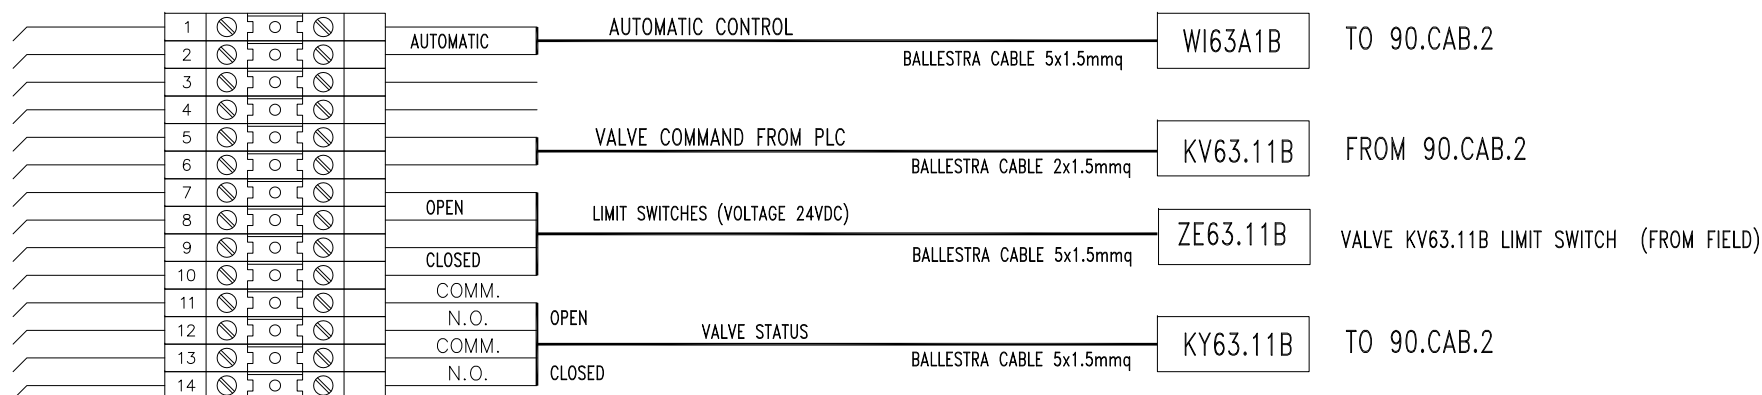 1 AUTOMATIC CONTROL
AUTOMATIC WI63A1B TO 90.CAB.2
2 BALLESTRA CABLE 5x1.5mmq
3
4
5 VALVE COMMAND FROM PLC
KV63.11B FROM 90.CAB.2
6 BALLESTRA CABLE 2x1.5mmq
7
OPEN LIMIT SWITCHES (VOLTAGE 24VDC)
8
ZE63.11B VALVE KV63.11B LIMIT SWITCH (FROM FIELD)
9
CLOSED BALLESTRA CABLE 5x1.5mmq
10
COMM.
11
N.O. OPEN
12 VALVE STATUS
COMM. KY63.11B TO 90.CAB.2
13 BALLESTRA CABLE 5x1.5mmq
N.O. CLOSED
14